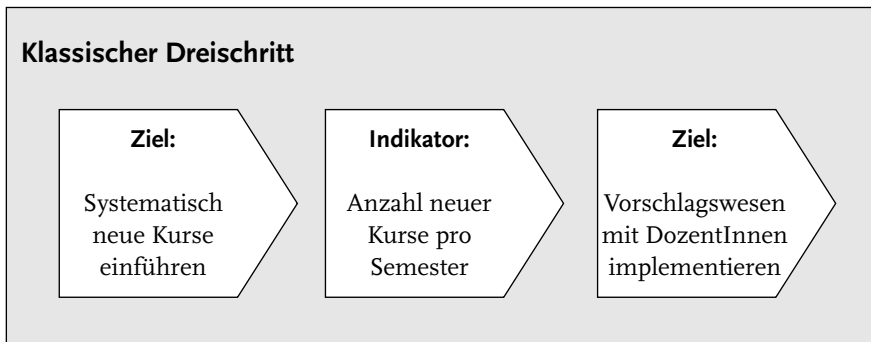 Klassischer Dreischritt
Ziel:
Systematisch
neue Kurse
einführen
Indikator:
Anzahl neuer
Kurse pro
Semester
Ziel:
Vorschlagswesen
mit DozentInnen
implementieren